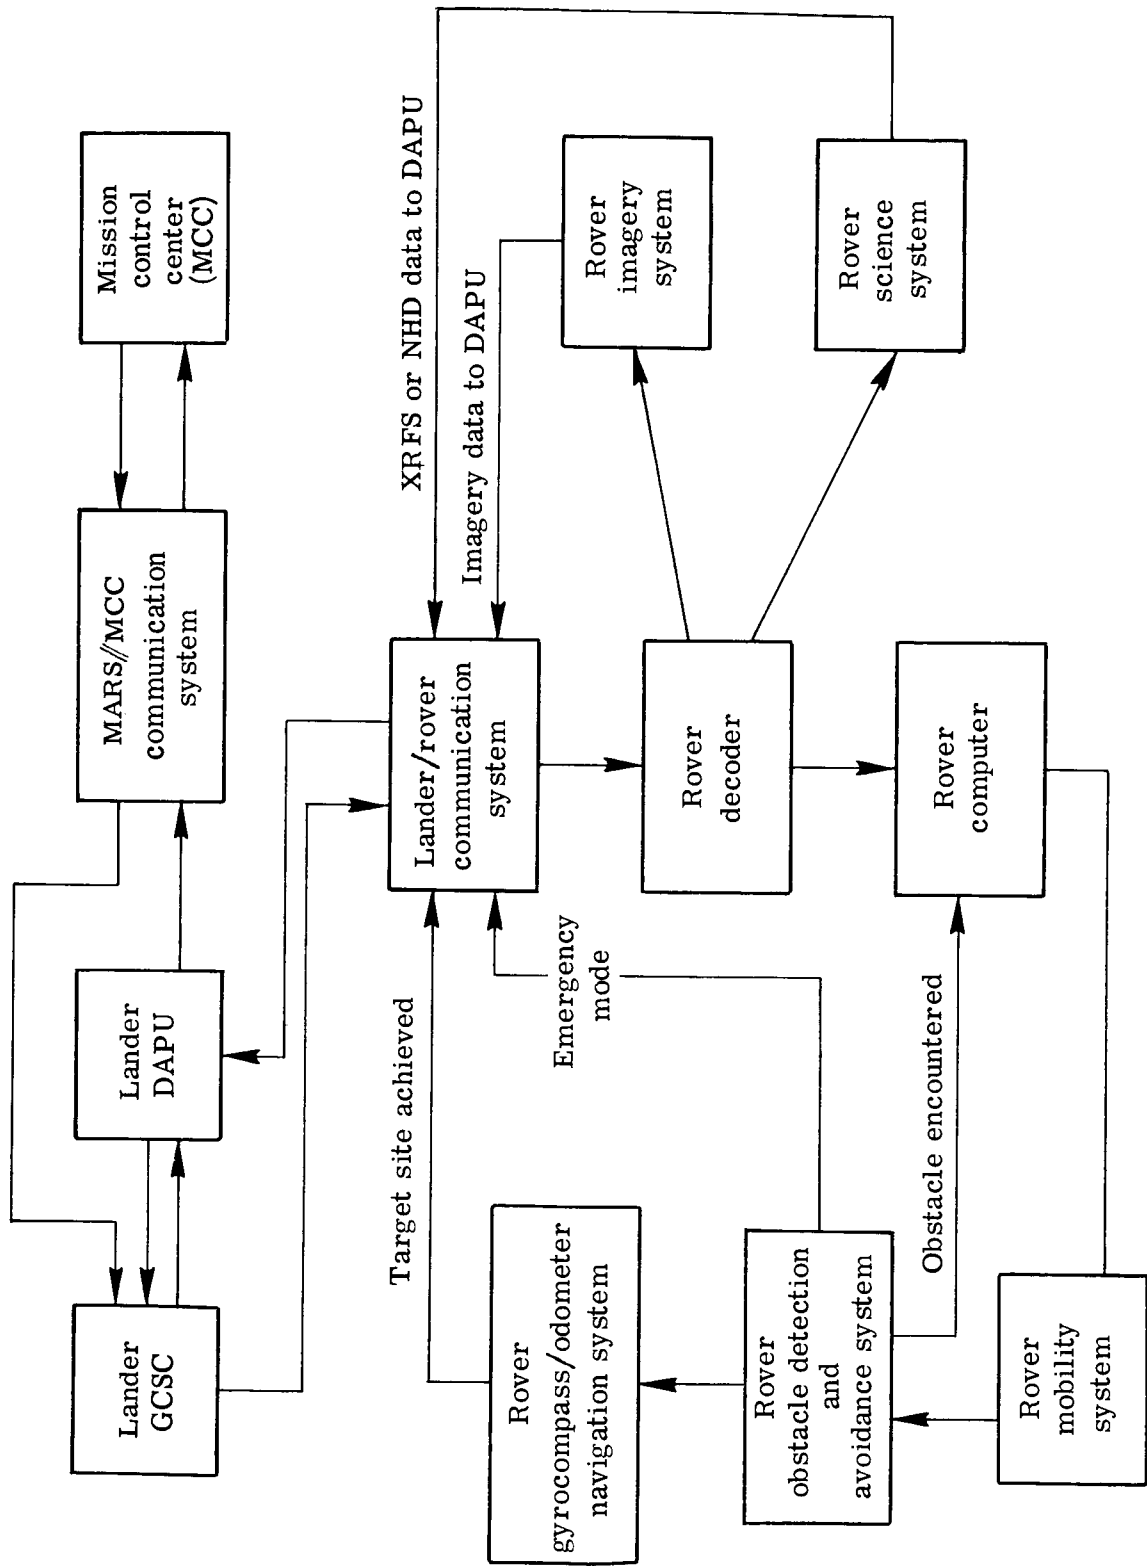 Mission
control
center
(MCC)
MARS//MCC
communication
system
Lander
DAPU
Lander
GCSC
XRFS or NHD data to DAPU
Imagery data to DAPU
Lander/rover
communication
system
Target site achieved
Emergency
mode
Rover
imagery
system
Rover
decoder
Rover
gyrocompass/odometer
navigation system
Rover
science
system
Rover
computer
Obstacle encountered
Rover
obstacle detection
and
avoidance system
Rover
mobility
system